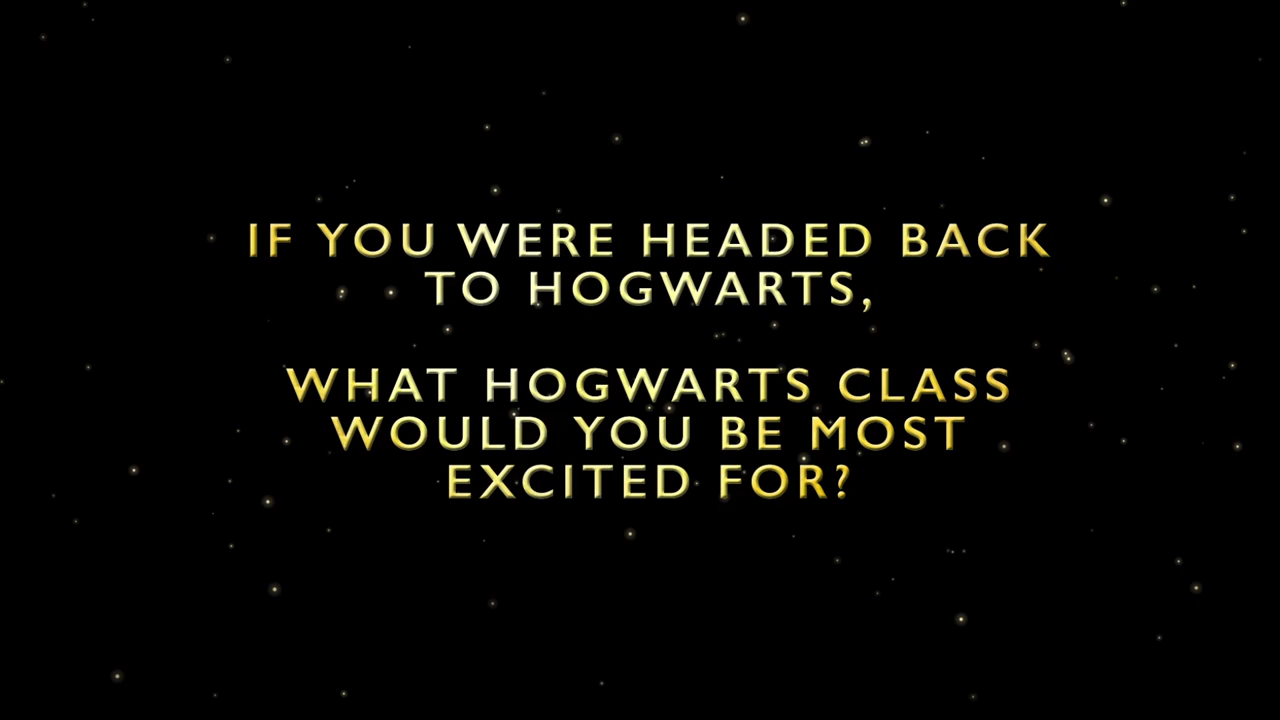 IF YOU WERE HEADED BACK
TO HOGWARTS,
WHAT HOGWARTS CLASS
WOULD YOU BE MOST
EXCITED FOR?